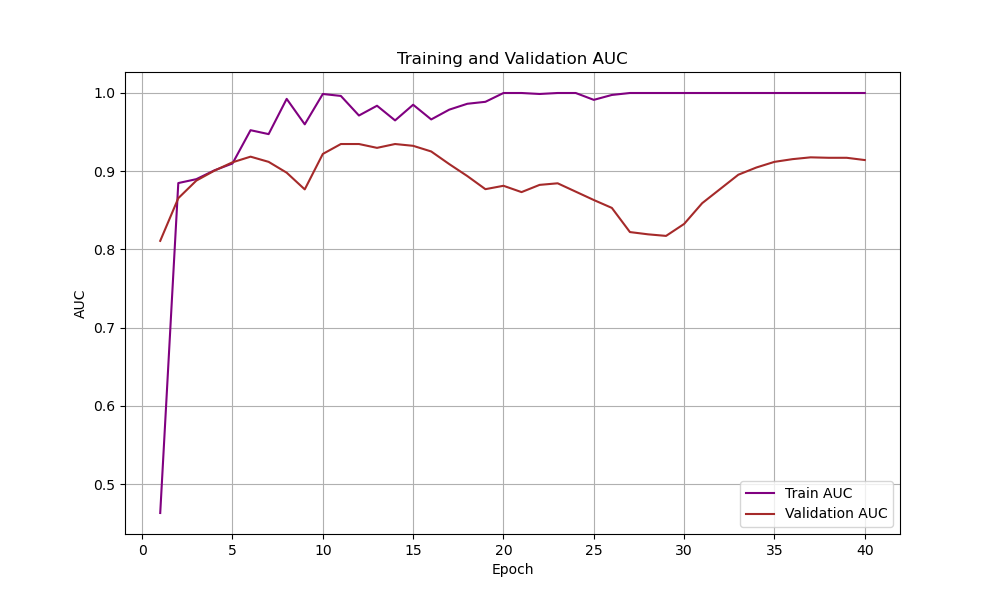 Training and Validation AUC
1.0
0.9
0.8
0.7
0.6
0.5
AUC
Train AUC
Validation AUC
0 5 10 15 20 25 30 35 40
Epoch